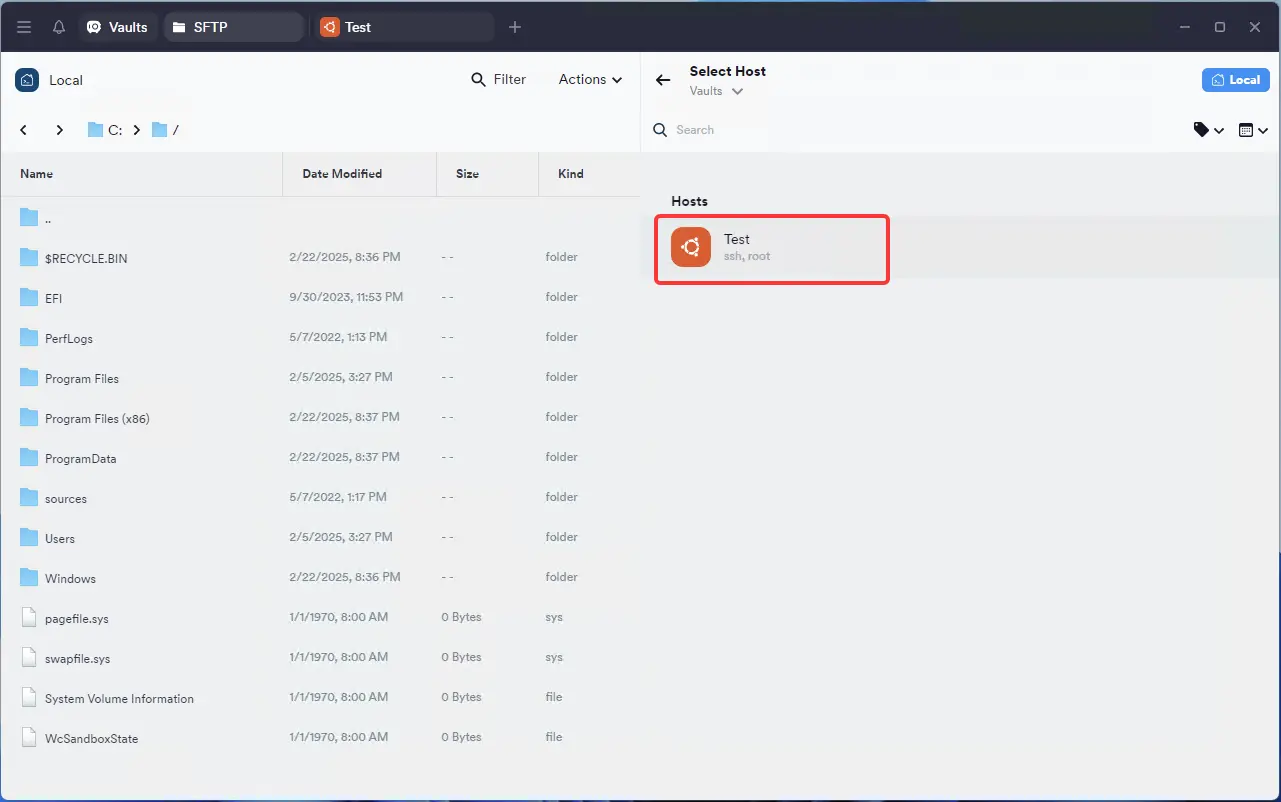 Vaults SFTP Test
Local Filter Actions
C: /
Name Date Modified Size Kind
..
$RECYCLE.BIN 2/22/2025, 8:36 PM - - folder
EFI 9/30/2023, 11:53 PM - - folder
PerfLogs 5/7/2022, 1:13 PM - - folder
Program Files 2/5/2025, 3:27 PM - - folder
Program Files (x86) 2/22/2025, 8:37 PM - - folder
ProgramData 2/22/2025, 8:37 PM - - folder
sources 5/7/2022, 1:17 PM - - folder
Users 2/5/2025, 3:27 PM - - folder
Windows 2/22/2025, 8:36 PM - - folder
pagefile.sys 1/1/1970, 8:00 AM 0 Bytes sys
swapfile.sys 1/1/1970, 8:00 AM 0 Bytes sys
System Volume Information 1/1/1970, 8:00 AM 0 Bytes file
WcSandboxState 1/1/1970, 8:00 AM 0 Bytes file
Select Host
Vaults
Local
Search
Hosts
Test
ssh, root